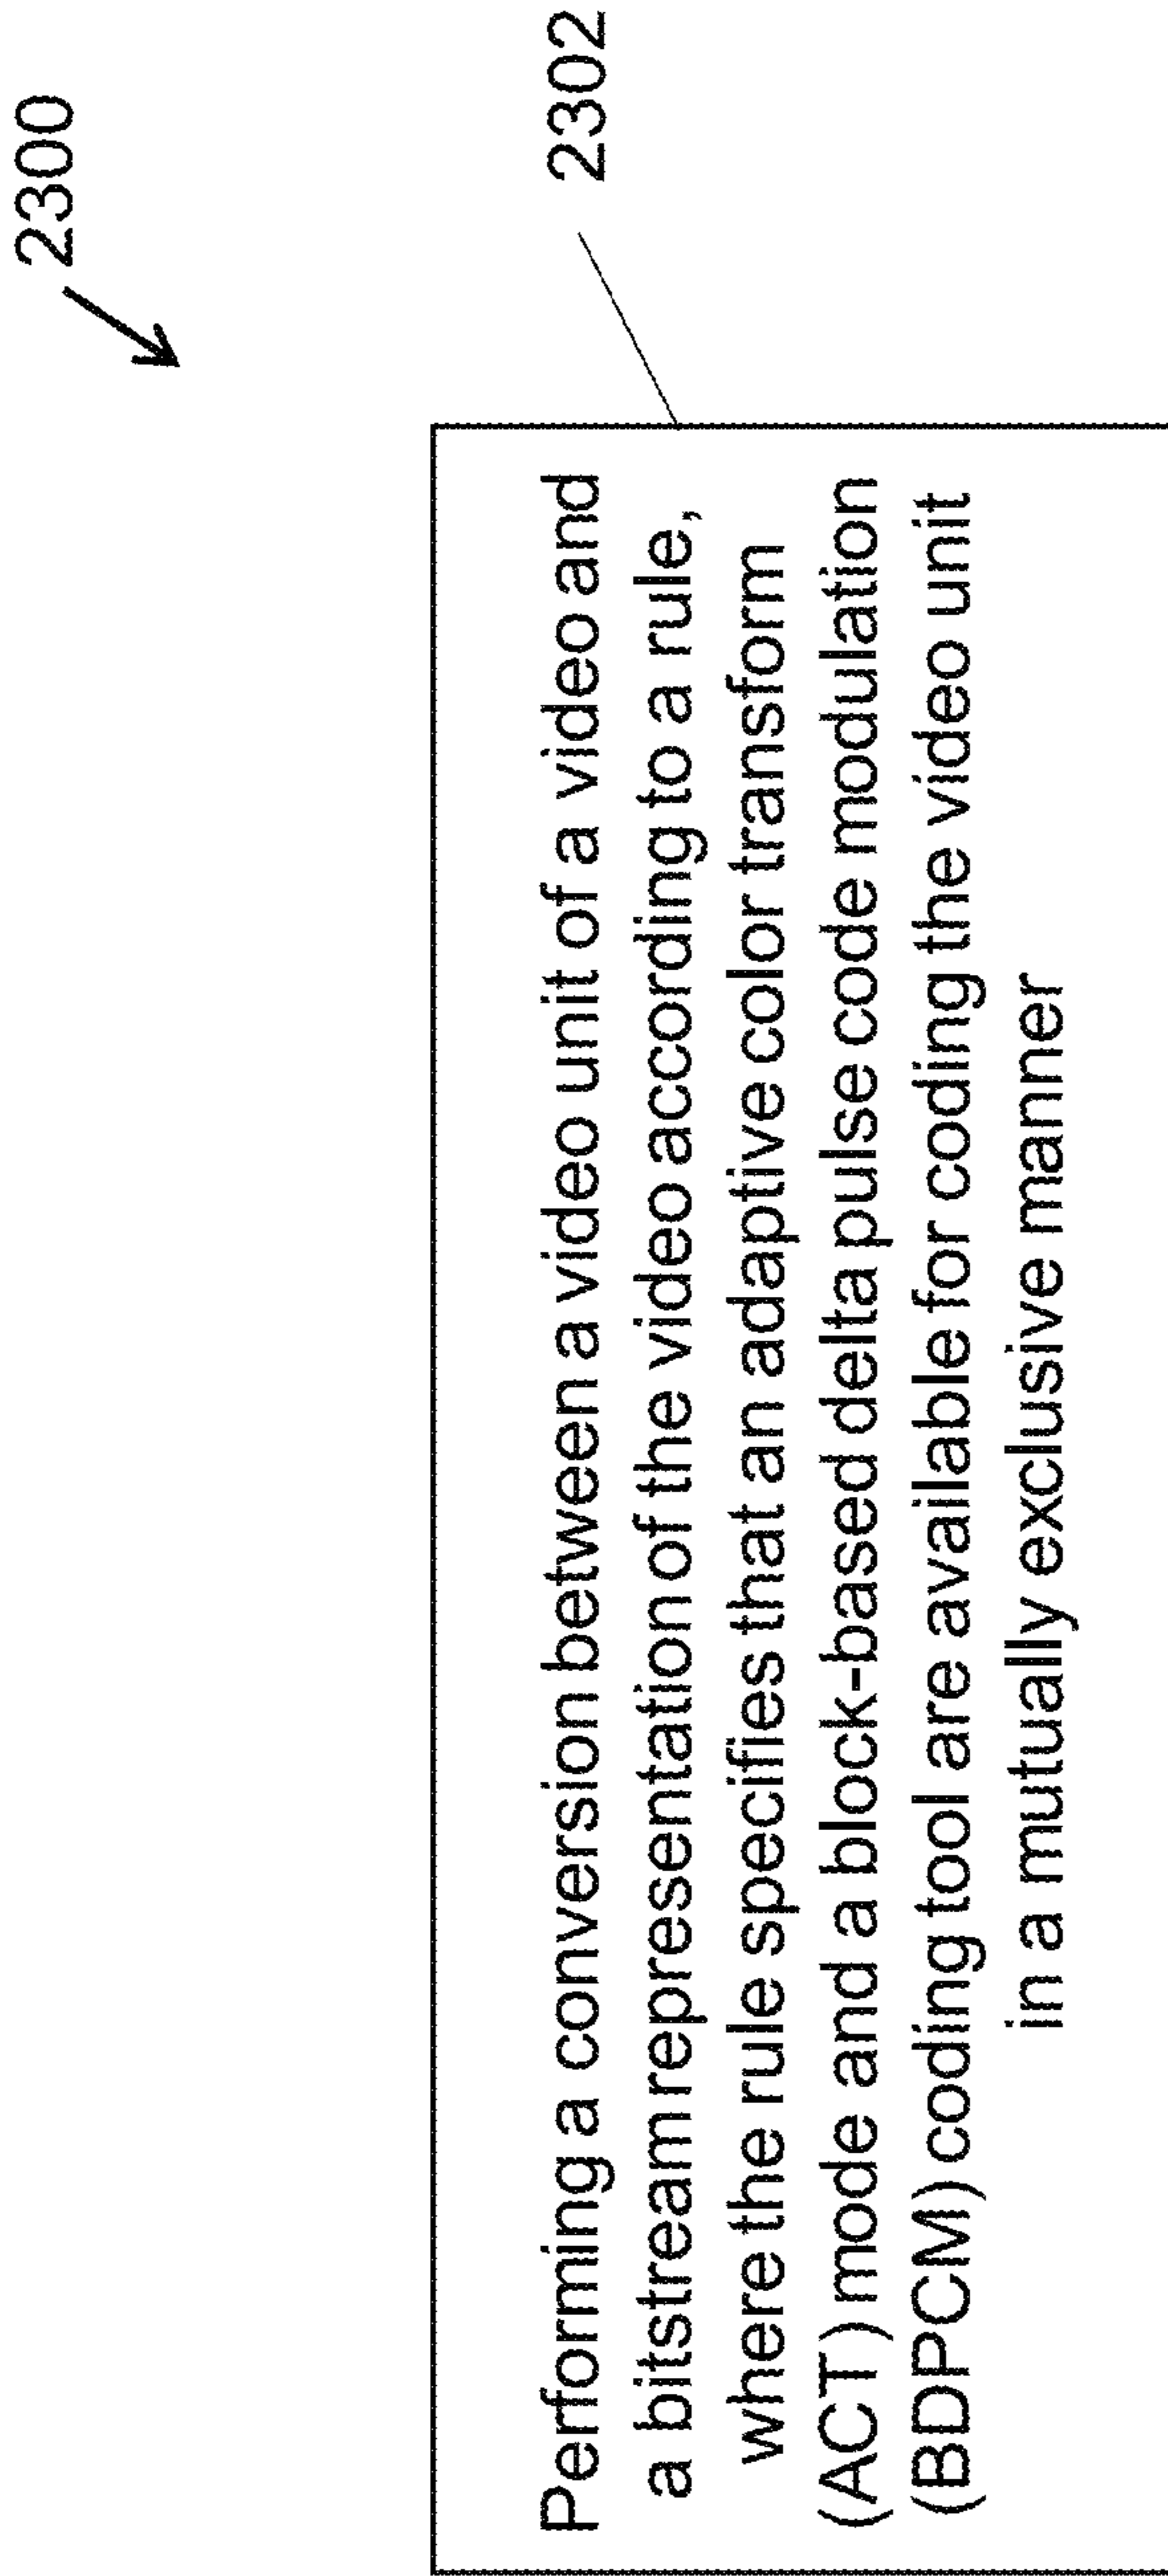 2300
2302
Performing a conversion between a video unit of a video and
a bitstream representation of the video according to a rule,
where the rule specifies that an adaptive color transform
(ACT) mode and a block-based delta pulse code modulation
(BDPCM) coding tool are available for coding the video unit
in a mutually exclusive manner